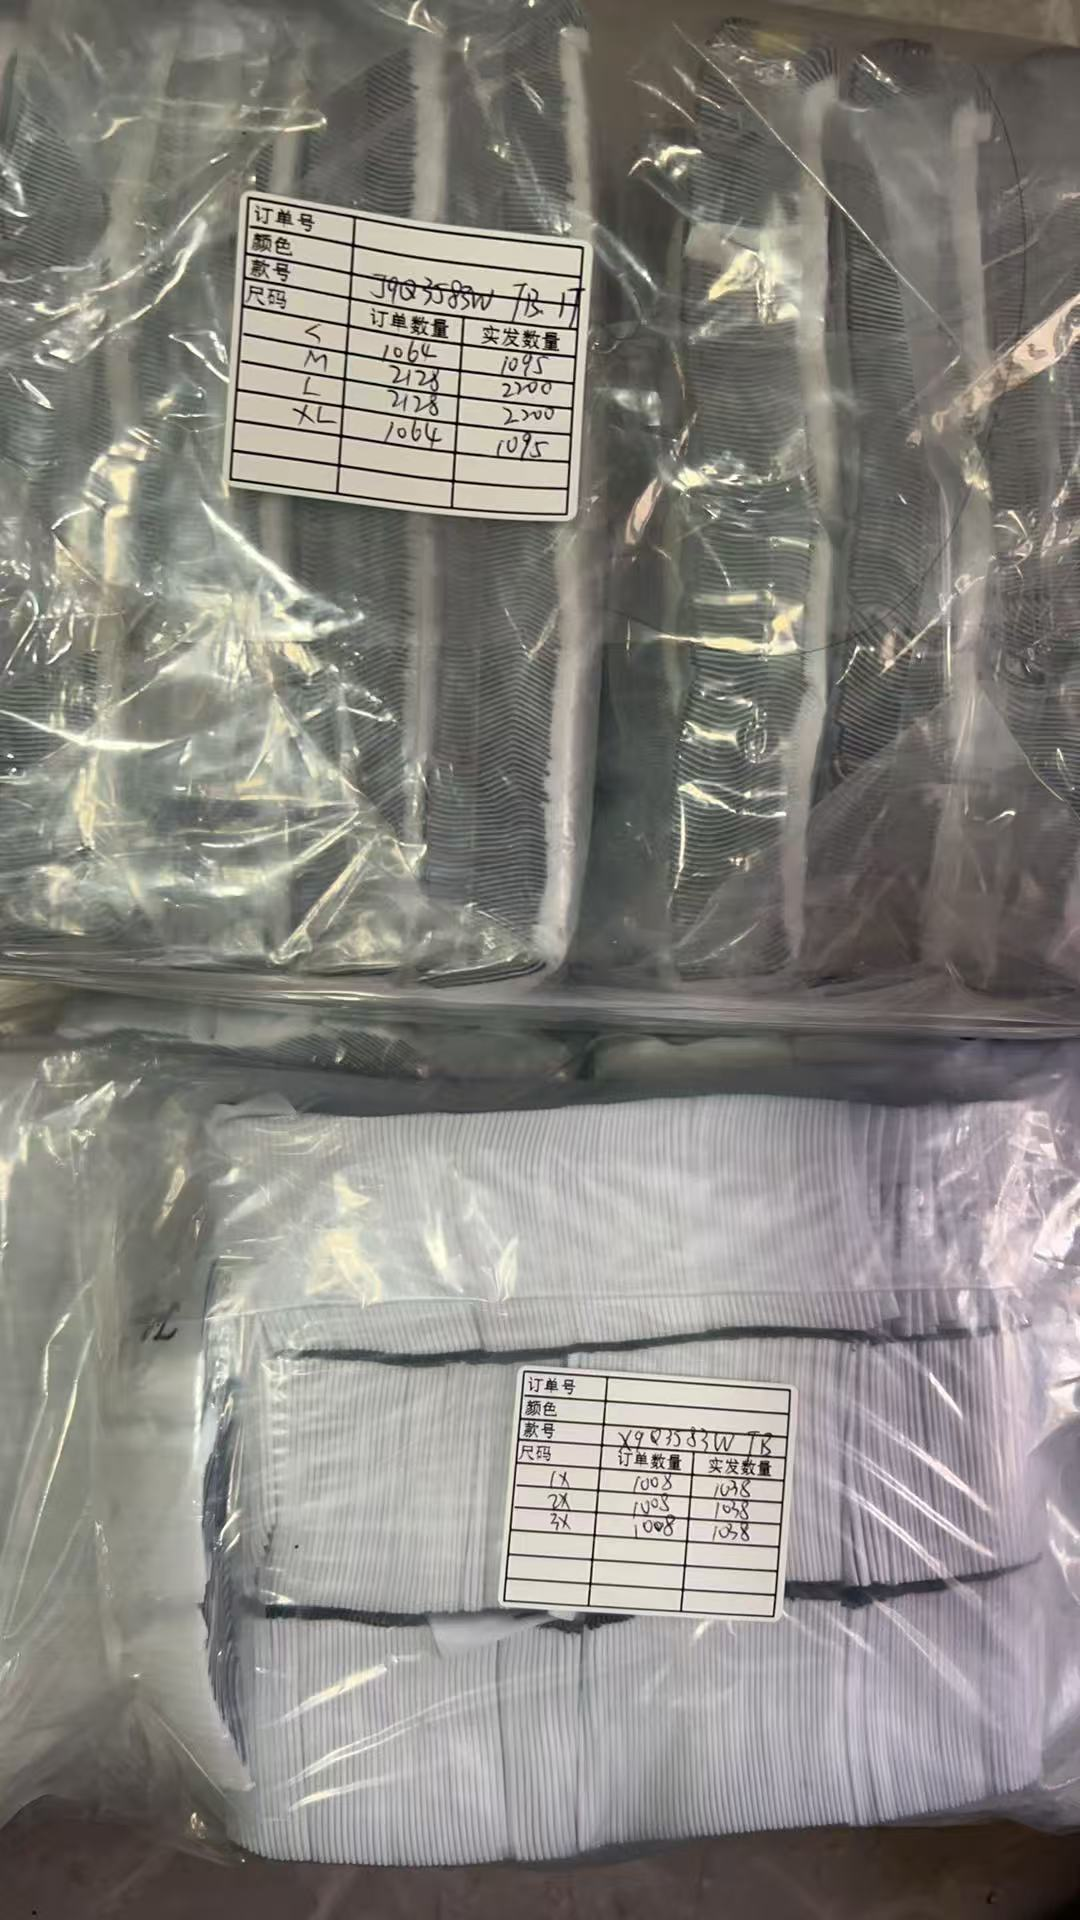 订单号
颜色
款号 J9Q3583W TB.1T
尺码 订单数量 实发数量
S 1064 1095
M 2128 2200
L 2128 2200
XL 1064 1095
订单号
颜色
款号 X9Q3583W TB
尺码 订单数量 实发数量
1X 1008 1038
2X 1008 1038
3X 1008 1038